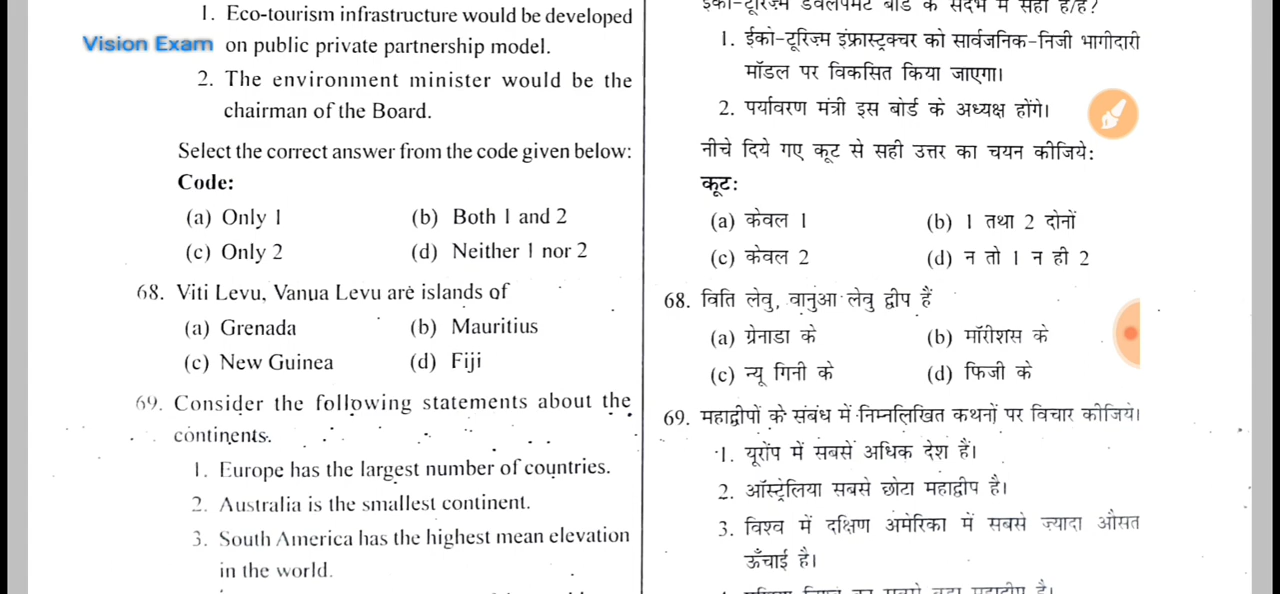 1. Eco-tourism infrastructure would be developed
Vision Exam
on public private partnership model.
2. The environment minister would be the
chairman of the Board.
Select the correct answer from the code given below:
Code:
(a) Only 1 (b) Both 1 and 2
(c) Only 2 (d) Neither 1 nor 2
68. Viti Levu, Vanua Levu are islands of
(a) Grenada (b) Mauritius
(c) New Guinea (d) Fiji
69. Consider the following statements about the
continents.
1. Europe has the largest number of countries.
2. Australia is the smallest continent.
3. South America has the highest mean elevation
in the world.
ईको-टूरिज्म डेवलपमेंट बोर्ड के संदर्भ में सही है/हैं?
1. ईको-टूरिज्म इंफ्रास्ट्रक्चर को सार्वजनिक-निजी भागीदारी
मॉडल पर विकसित किया जाएगा।
2. पर्यावरण मंत्री इस बोर्ड के अध्यक्ष होंगे।
नीचे दिये गए कूट से सही उत्तर का चयन कीजिये:
कूट:
(a) केवल 1 (b) 1 तथा 2 दोनों
(c) केवल 2 (d) न तो 1 न ही 2
68. विति लेवु, वानुआ लेवु द्वीप हैं
(a) ग्रेनाडा के (b) मॉरीशस के
(c) न्यू गिनी के (d) फिजी के
69. महाद्वीपों के संबंध में निम्नलिखित कथनों पर विचार कीजिये।
1. यूरोप में सबसे अधिक देश हैं।
2. ऑस्ट्रेलिया सबसे छोटा महाद्वीप है।
3. विश्व में दक्षिण अमेरिका में सबसे ज्यादा औसत
ऊँचाई है।